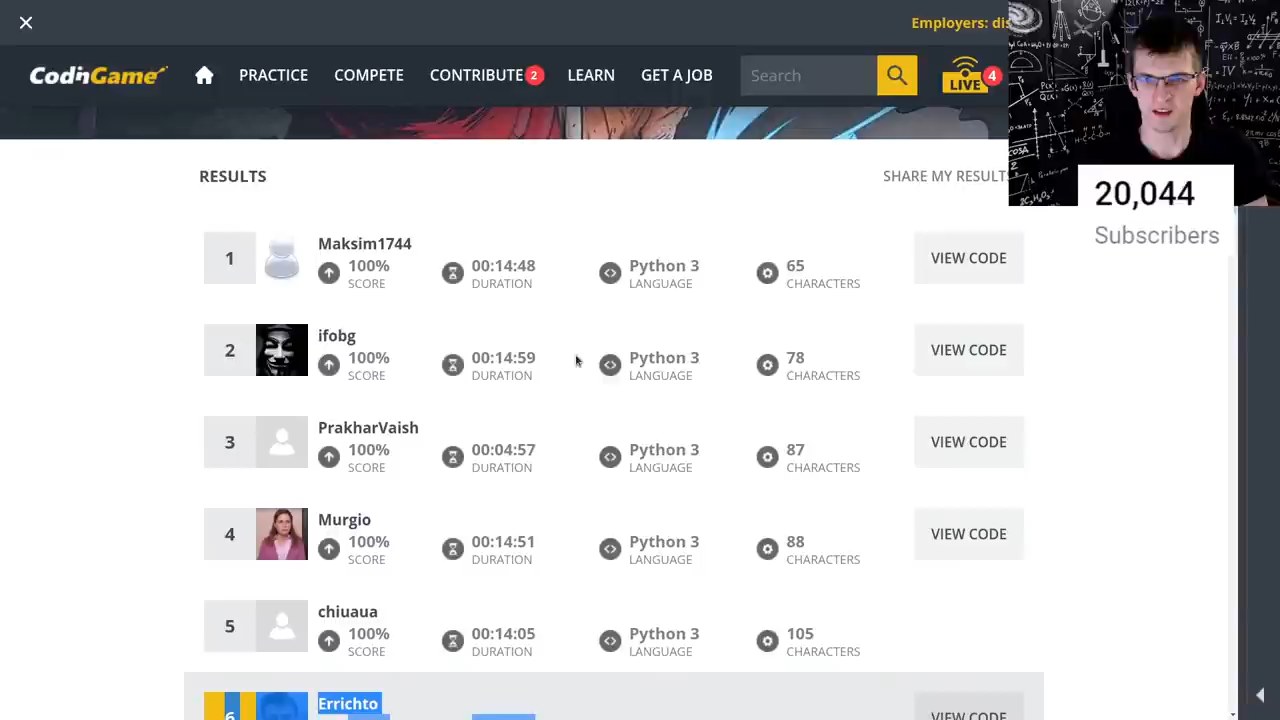 Employers: dis
CodinGame
PRACTICE
COMPETE
CONTRIBUTE 2
LEARN
GET A JOB
Search
LIVE 4
20,044
Subscribers
RESULTS
SHARE MY RESULT
1
Maksim1744
100%
SCORE
00:14:48
DURATION
Python 3
LANGUAGE
65
CHARACTERS
VIEW CODE
2
ifobg
100%
SCORE
00:14:59
DURATION
Python 3
LANGUAGE
78
CHARACTERS
VIEW CODE
3
PrakharVaish
100%
SCORE
00:04:57
DURATION
Python 3
LANGUAGE
87
CHARACTERS
VIEW CODE
4
Murgio
100%
SCORE
00:14:51
DURATION
Python 3
LANGUAGE
88
CHARACTERS
VIEW CODE
5
chiuaua
100%
SCORE
00:14:05
DURATION
Python 3
LANGUAGE
105
CHARACTERS
6
Errichto
VIEW CODE